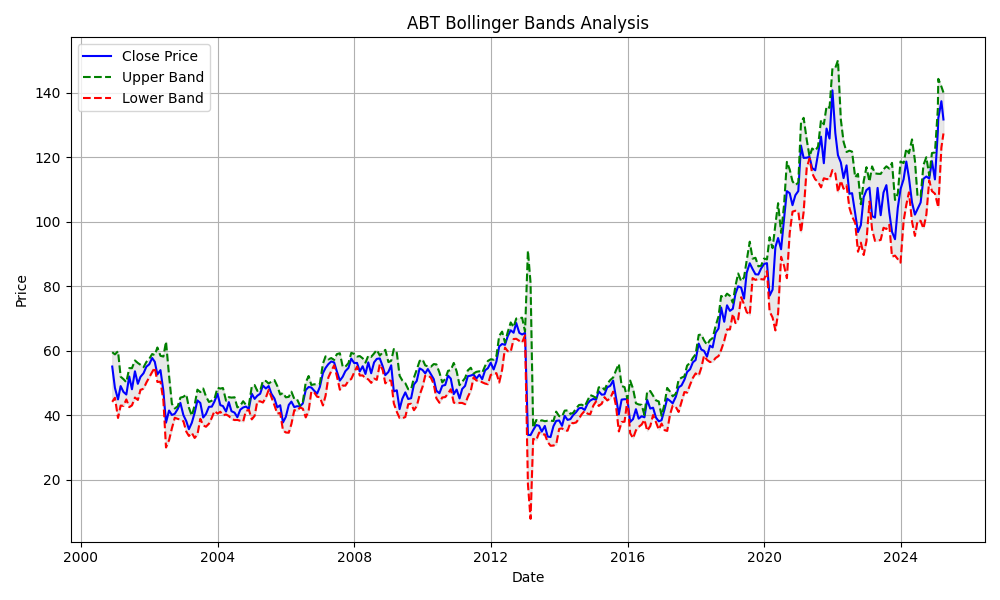 ABT Bollinger Bands Analysis
Close Price
Upper Band
Lower Band
Price
140
120
100
80
60
40
20
2000 2004 2008 2012 2016 2020 2024
Date